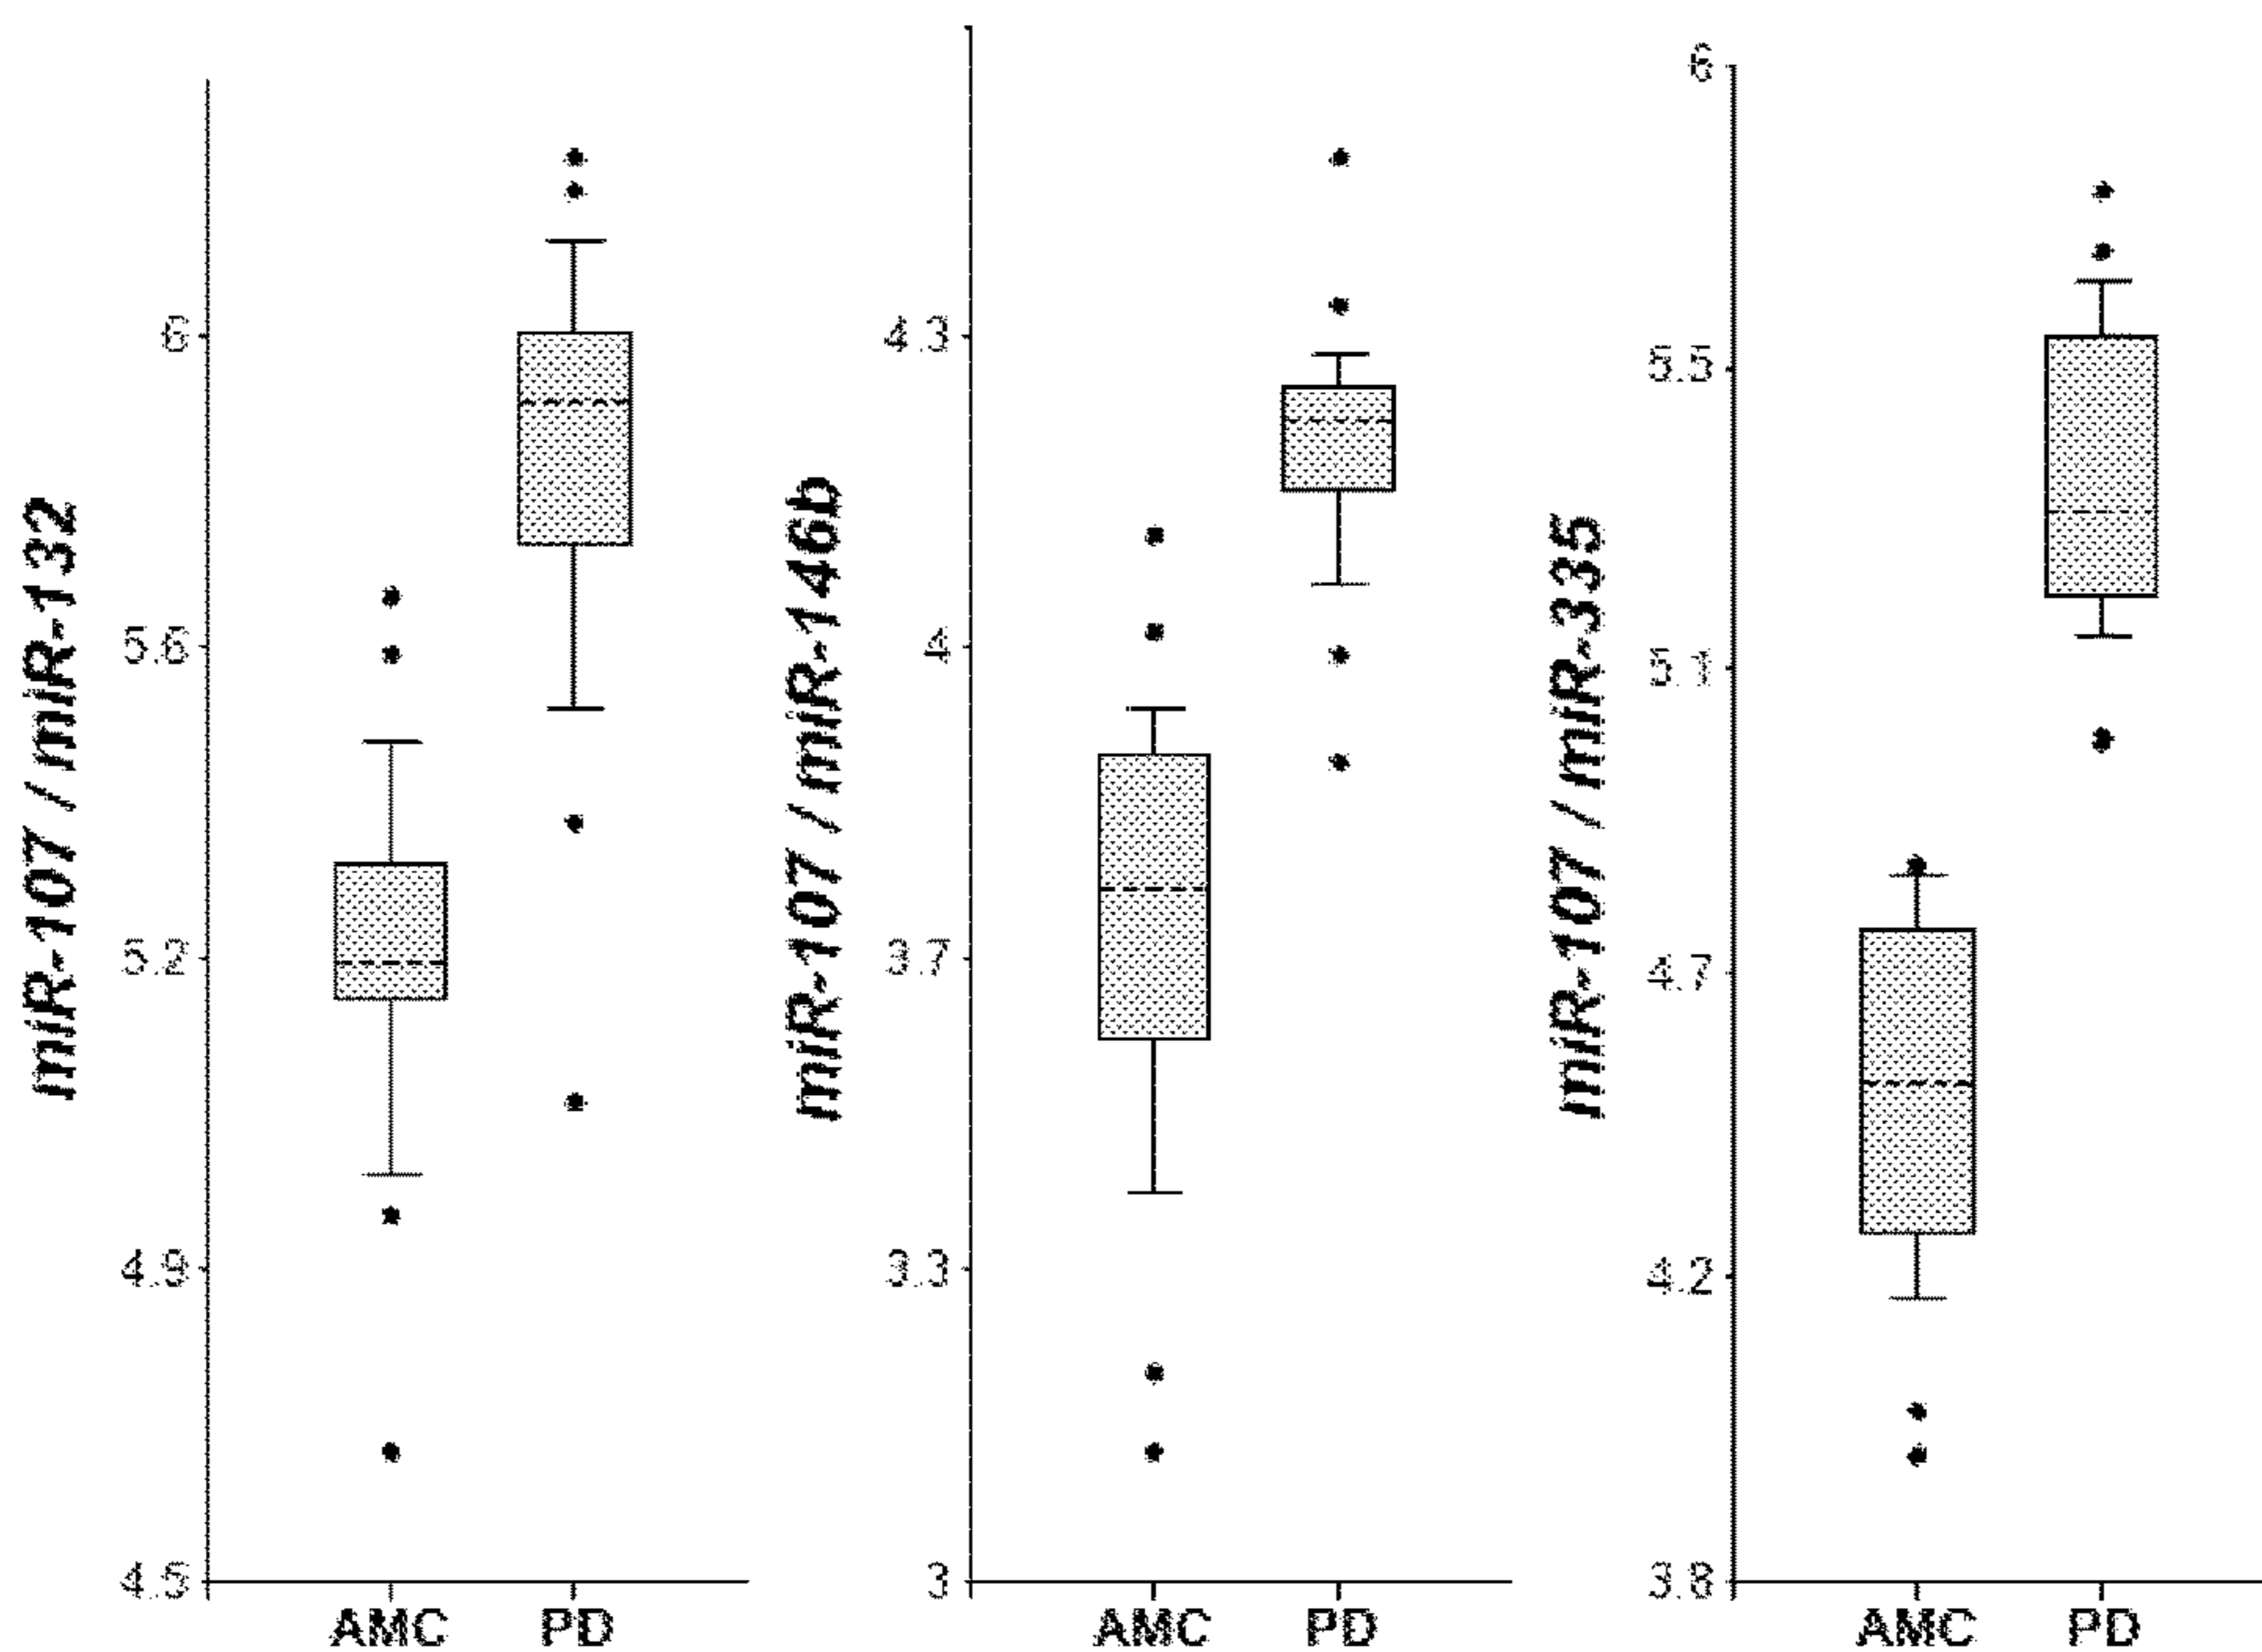 miR-107 / miR-132
6
5.6
5.2
4.9
4.5
AMC PD
miR-107 / miR-146b
4.3
4
3.7
3.3
3
AMC PD
miR-107 / miR-335
6
5.5
5.1
4.7
4.2
3.8
AMC PD